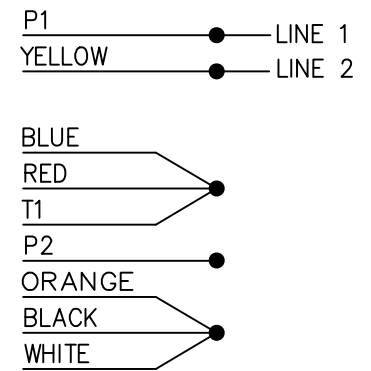 P1 LINE 1
YELLOW LINE 2
BLUE
RED
T1
P2
ORANGE
BLACK
WHITE